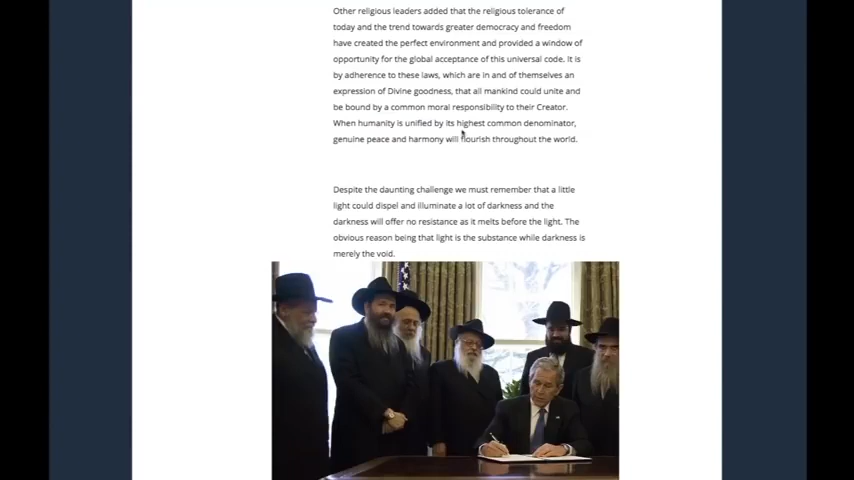 Other religious leaders added that the religious tolerance of
today and the trend towards greater democracy and freedom
have created the perfect environment and provided a window of
opportunity for the global acceptance of this universal code. It is
by adherence to these laws, which are in and of themselves an
expression of Divine goodness, that all mankind could unite and
be bound by a common moral responsibility to their Creator.
When humanity is unified by its highest common denominator,
genuine peace and harmony will flourish throughout the world.
Despite the daunting challenge we must remember that a little
light could dispel and illuminate a lot of darkness and the
darkness will offer no resistance as it melts before the light. The
obvious reason being that light is the substance while darkness is
merely the void.